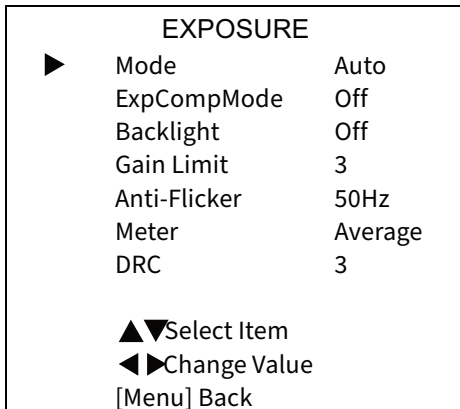 EXPOSURE
▶ Mode Auto
ExpCompMode Off
Backlight Off
Gain Limit 3
Anti-Flicker 50Hz
Meter Average
DRC 3
▲▼Select Item
◀▶Change Value
[Menu] Back